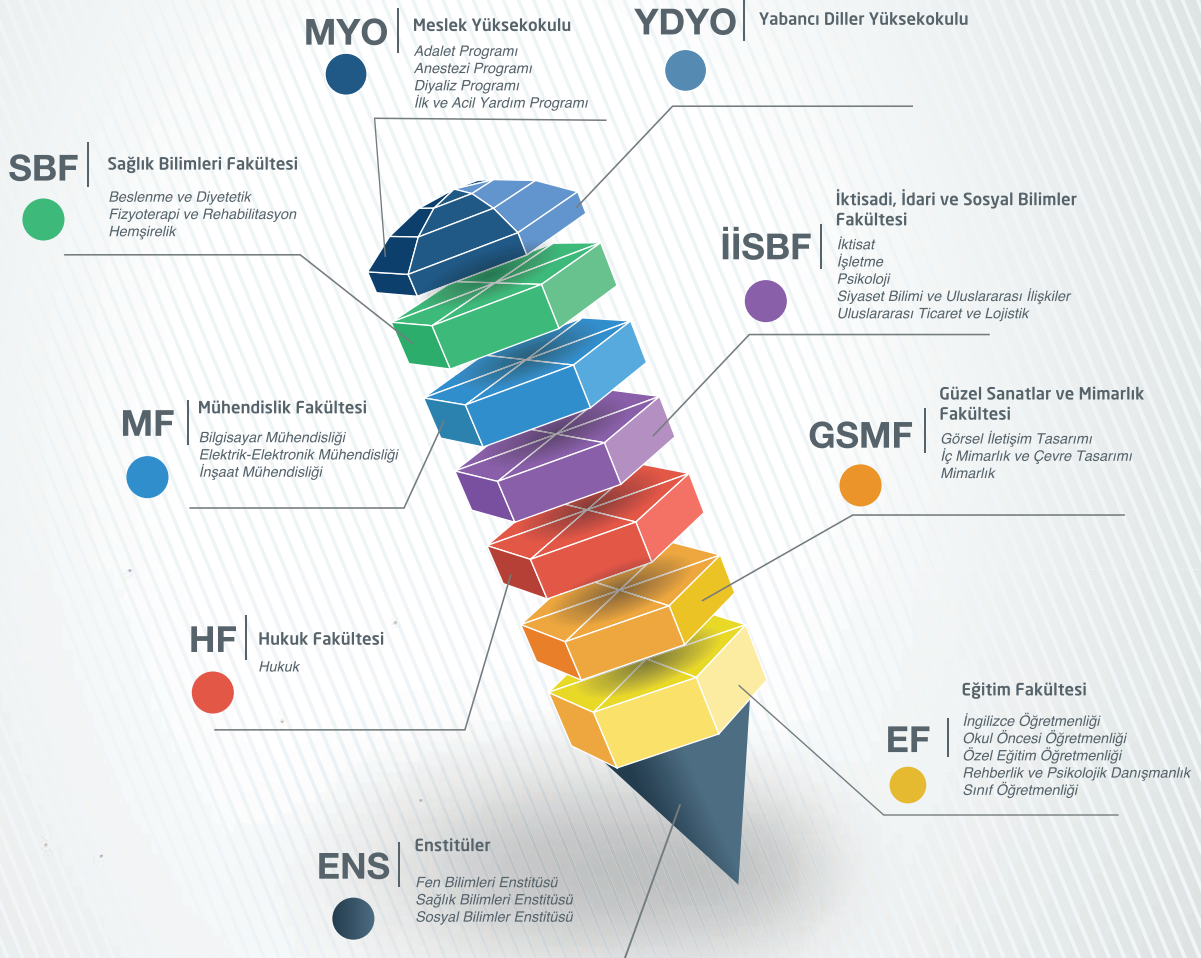 MYO
Meslek Yüksekokulu
Adalet Programı
Anestezi Programı
Diyaliz Programı
İlk ve Acil Yardım Programı
YDYO
Yabancı Diller Yüksekokulu
SBF
Sağlık Bilimleri Fakültesi
Beslenme ve Diyetetik
Fizyoterapi ve Rehabilitasyon
Hemşirelik
İİSBF
İktisadi, İdari ve Sosyal Bilimler
Fakültesi
İktisat
İşletme
Psikoloji
Siyaset Bilimi ve Uluslararası İlişkiler
Uluslararası Ticaret ve Lojistik
MF
Mühendislik Fakültesi
Bilgisayar Mühendisliği
Elektrik-Elektronik Mühendisliği
İnşaat Mühendisliği
GSMF
Güzel Sanatlar ve Mimarlık
Fakültesi
Görsel İletişim Tasarımı
İç Mimarlık ve Çevre Tasarımı
Mimarlık
HF
Hukuk Fakültesi
Hukuk
EF
Eğitim Fakültesi
İngilizce Öğretmenliği
Okul Öncesi Öğretmenliği
Özel Eğitim Öğretmenliği
Rehberlik ve Psikolojik Danışmanlık
Sınıf Öğretmenliği
ENS
Enstitüler
Fen Bilimleri Enstitüsü
Sağlık Bilimleri Enstitüsü
Sosyal Bilimler Enstitüsü